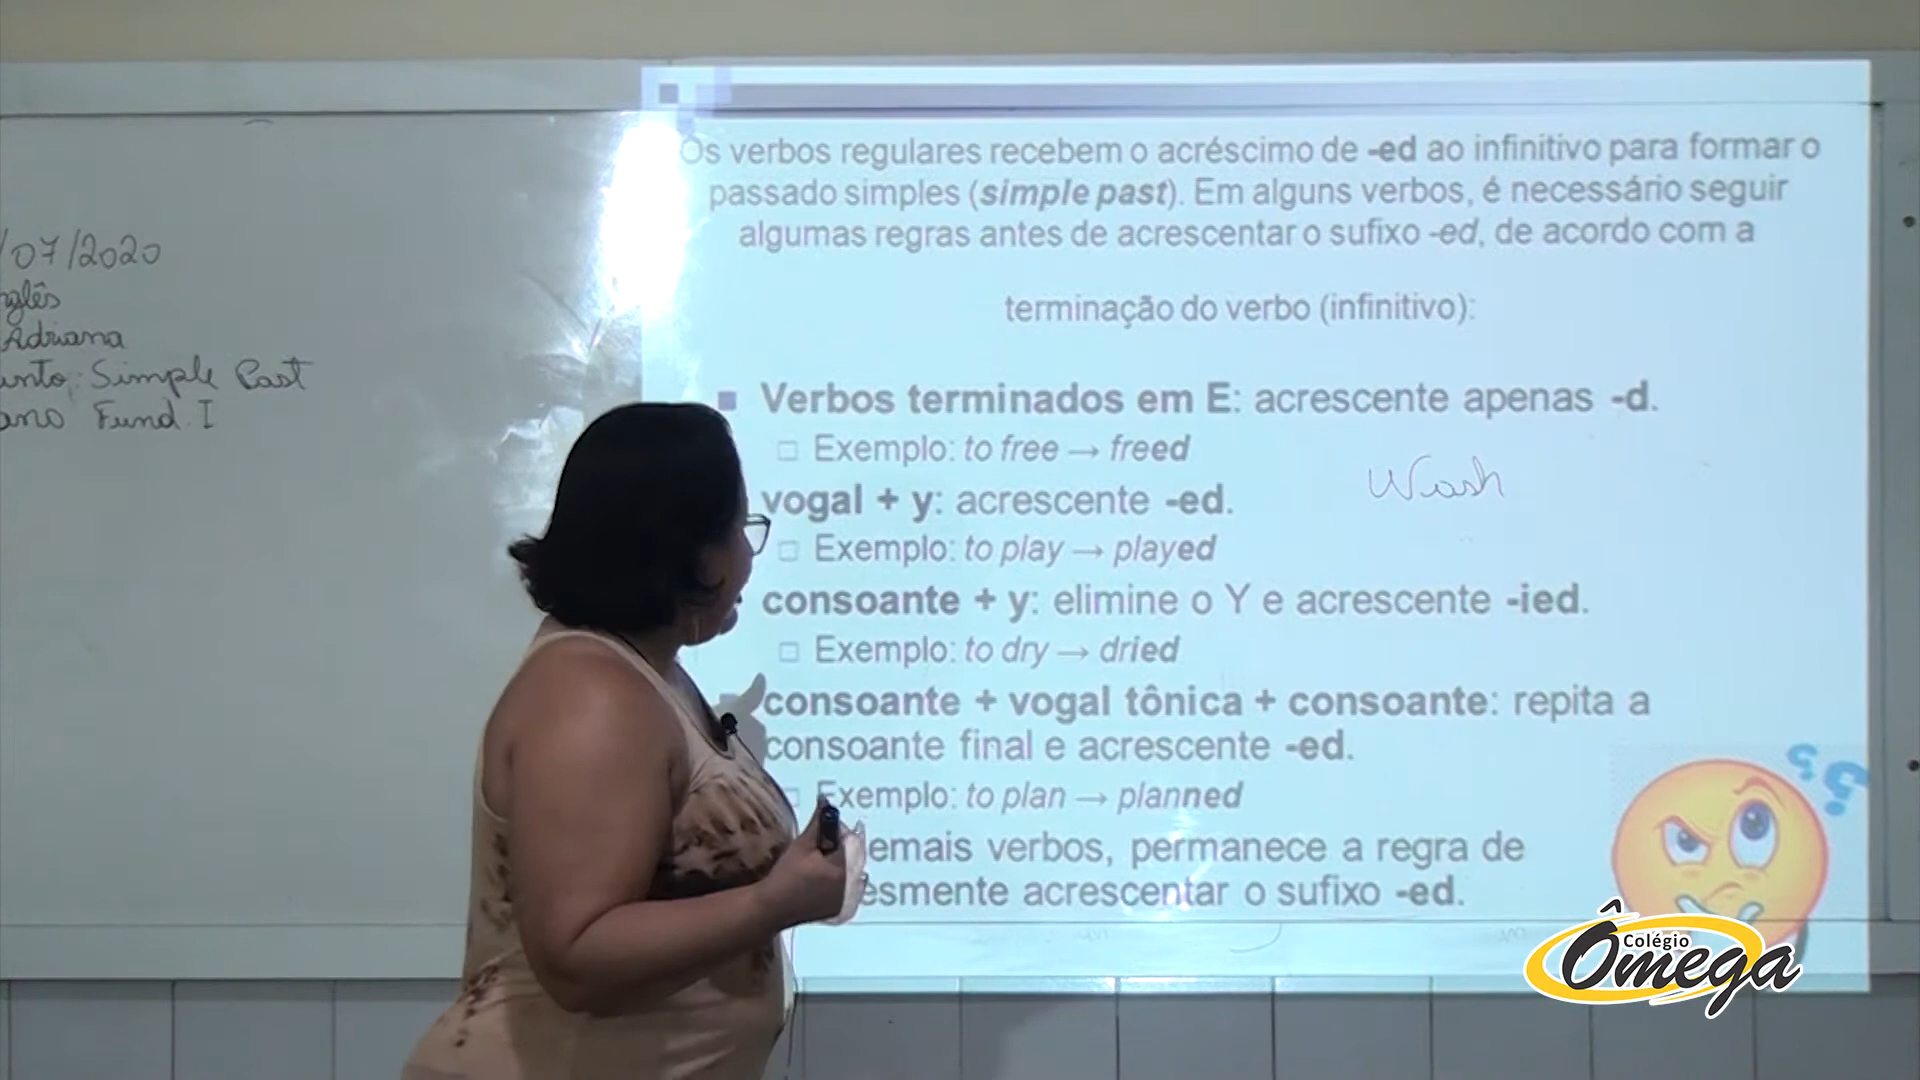 /07/2020
nglês
Adriana
unto: Simple Past
ano Fund. I
Os verbos regulares recebem o acréscimo de -ed ao infinitivo para formar o
passado simples (simple past). Em alguns verbos, é necessário seguir
algumas regras antes de acrescentar o sufixo -ed, de acordo com a
terminação do verbo (infinitivo):
Verbos terminados em E: acrescente apenas -d.
Exemplo: to free → freed
Wash
vogal + y: acrescente -ed.
Exemplo: to play → played
consoante + y: elimine o Y e acrescente -ied.
Exemplo: to dry → dried
consoante + vogal tônica + consoante: repita a
consoante final e acrescente -ed.
Exemplo: to plan → planned
emais verbos, permanece a regra de
esmente acrescentar o sufixo -ed.
Colégio
Ômega